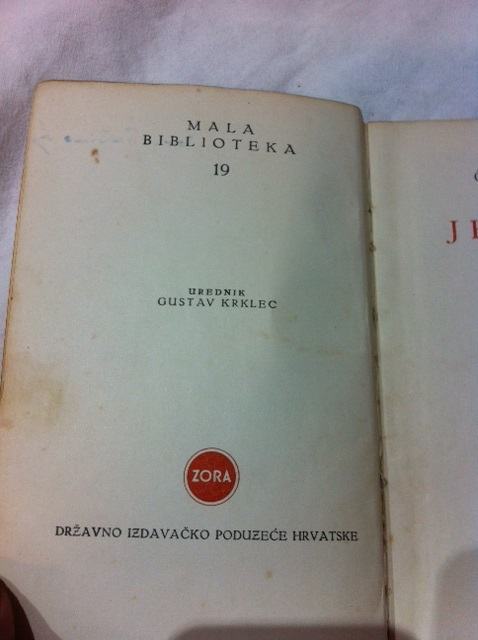 MALA
BIBLIOTEKA
19
UREDNIK
GUSTAV KRKLEC
ZORA
DRŽAVNO IZDAVAČKO PODUZEĆE HRVATSKE